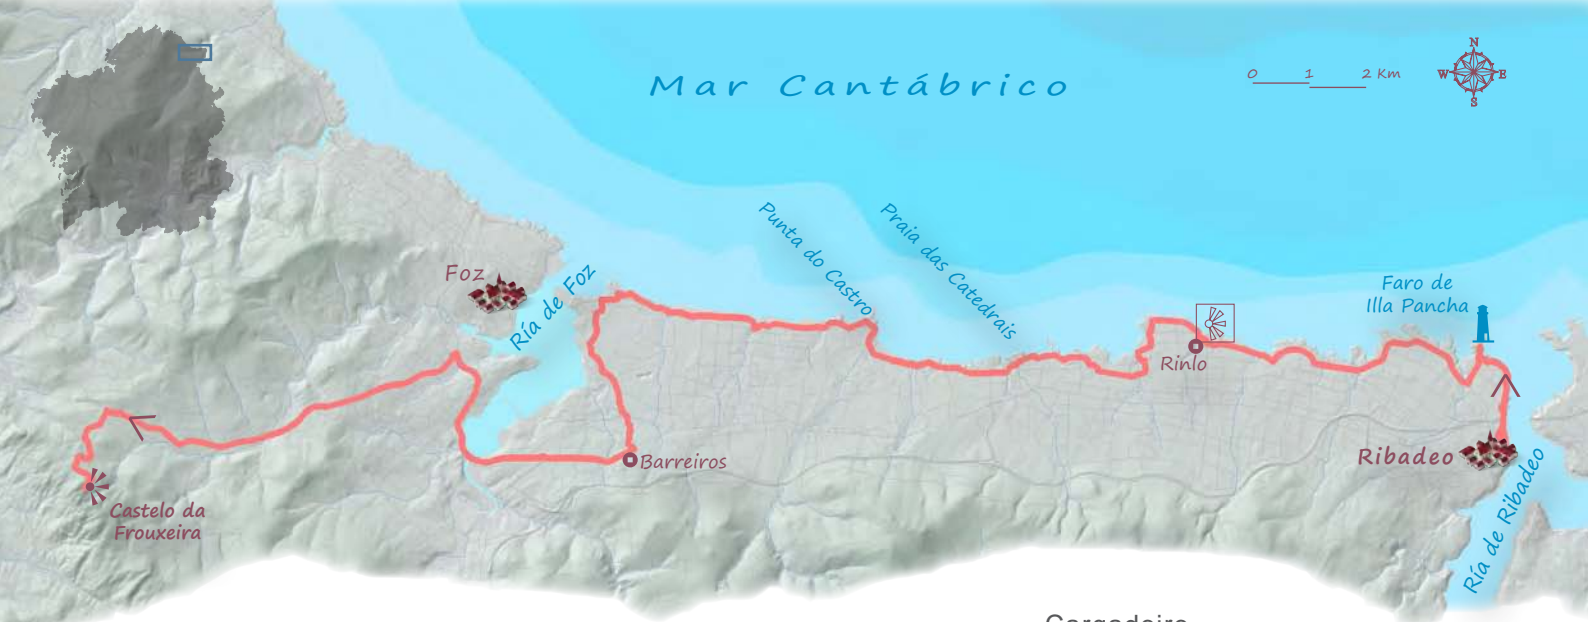 Mar Cantábrico
0 1 2 Km
N
W E
S
Punta do Castro
Praia das Catedrais
Foz
Ría de Foz
Faro de
Illa Pancha
Rinlo
Barreiros
Ribadeo
Ría de Ribadeo
Castelo da
Frouxeira